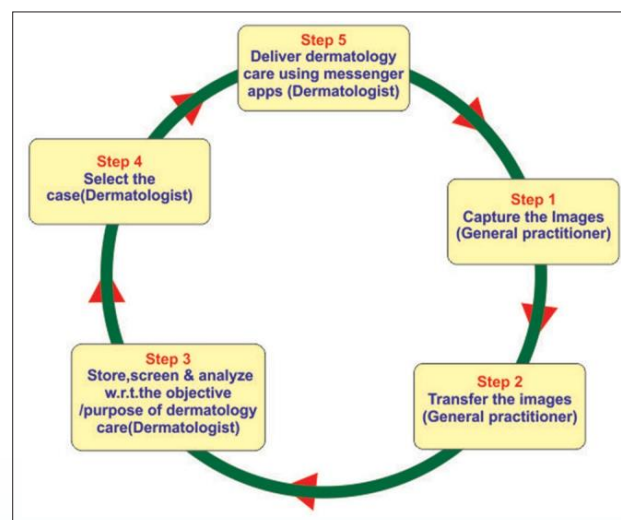 Step 5
Deliver dermatology
care using messenger
apps (Dermatologist)
Step 4
Select the
case(Dermatologist)
Step 1
Capture the Images
(General practitioner)
Step 3
Store,screen & analyze
w.r.t.the objective
/purpose of dermatology
care(Dermatologist)
Step 2
Transfer the images
(General practitioner)